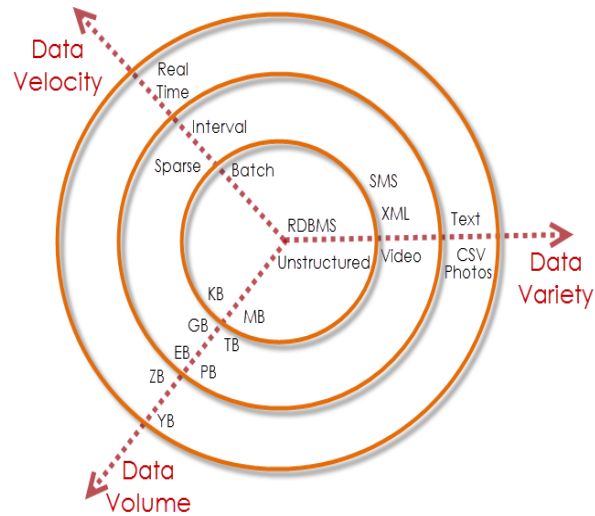 Data
Velocity
Real
Time
Interval
Sparse
Batch
SMS
XML
Text
RDBMS
Unstructured
Video
CSV
Photos
Data
Variety
KB
MB
GB
TB
EB
PB
ZB
YB
Data
Volume